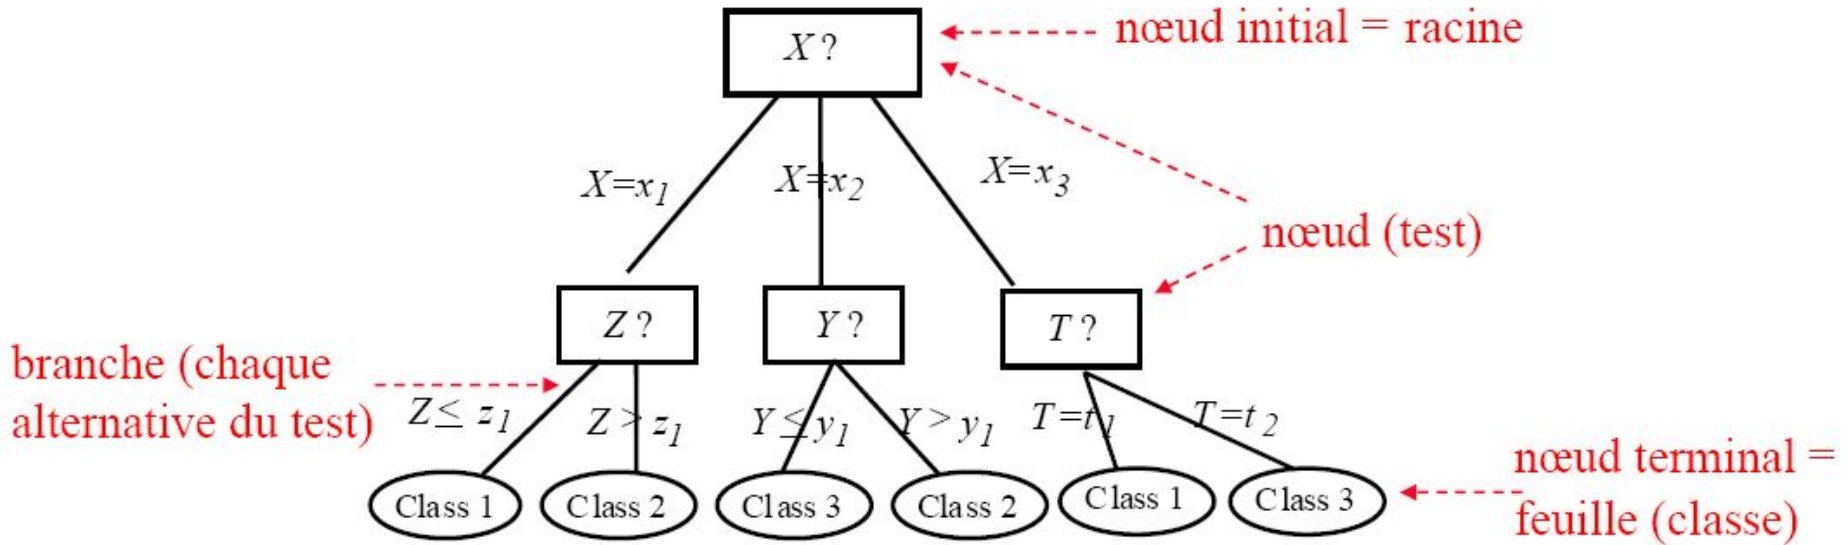 X ?
nœud initial = racine
X=x1
X=x2
X=x3
nœud (test)
Z ?
Y ?
T ?
branche (chaque
alternative du test)
Z≤ z1
Z > z1
Y≤y1
Y> y1
T=t1
T=t2
nœud terminal =
feuille (classe)
Class 1
Class 2
Class 3
Class 2
Class 1
Class 3